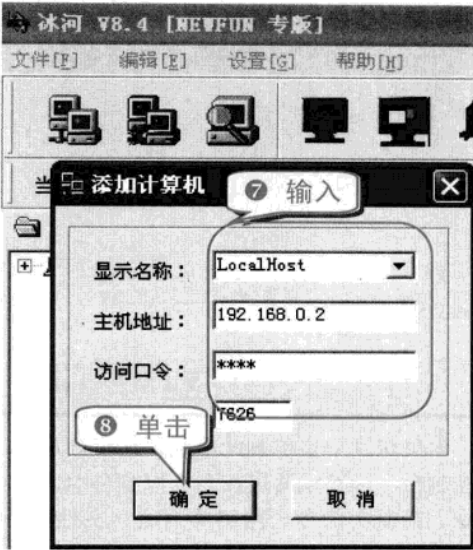 冰河 V8.4 [NEWFUN 专版]
文件[F] 编辑[E] 设置[G] 帮助[H]
当
添加计算机
❼ 输入
显示名称： LocalHost
主机地址： 192.168.0.2
访问口令： ****
7626
❽ 单击
确定 取消